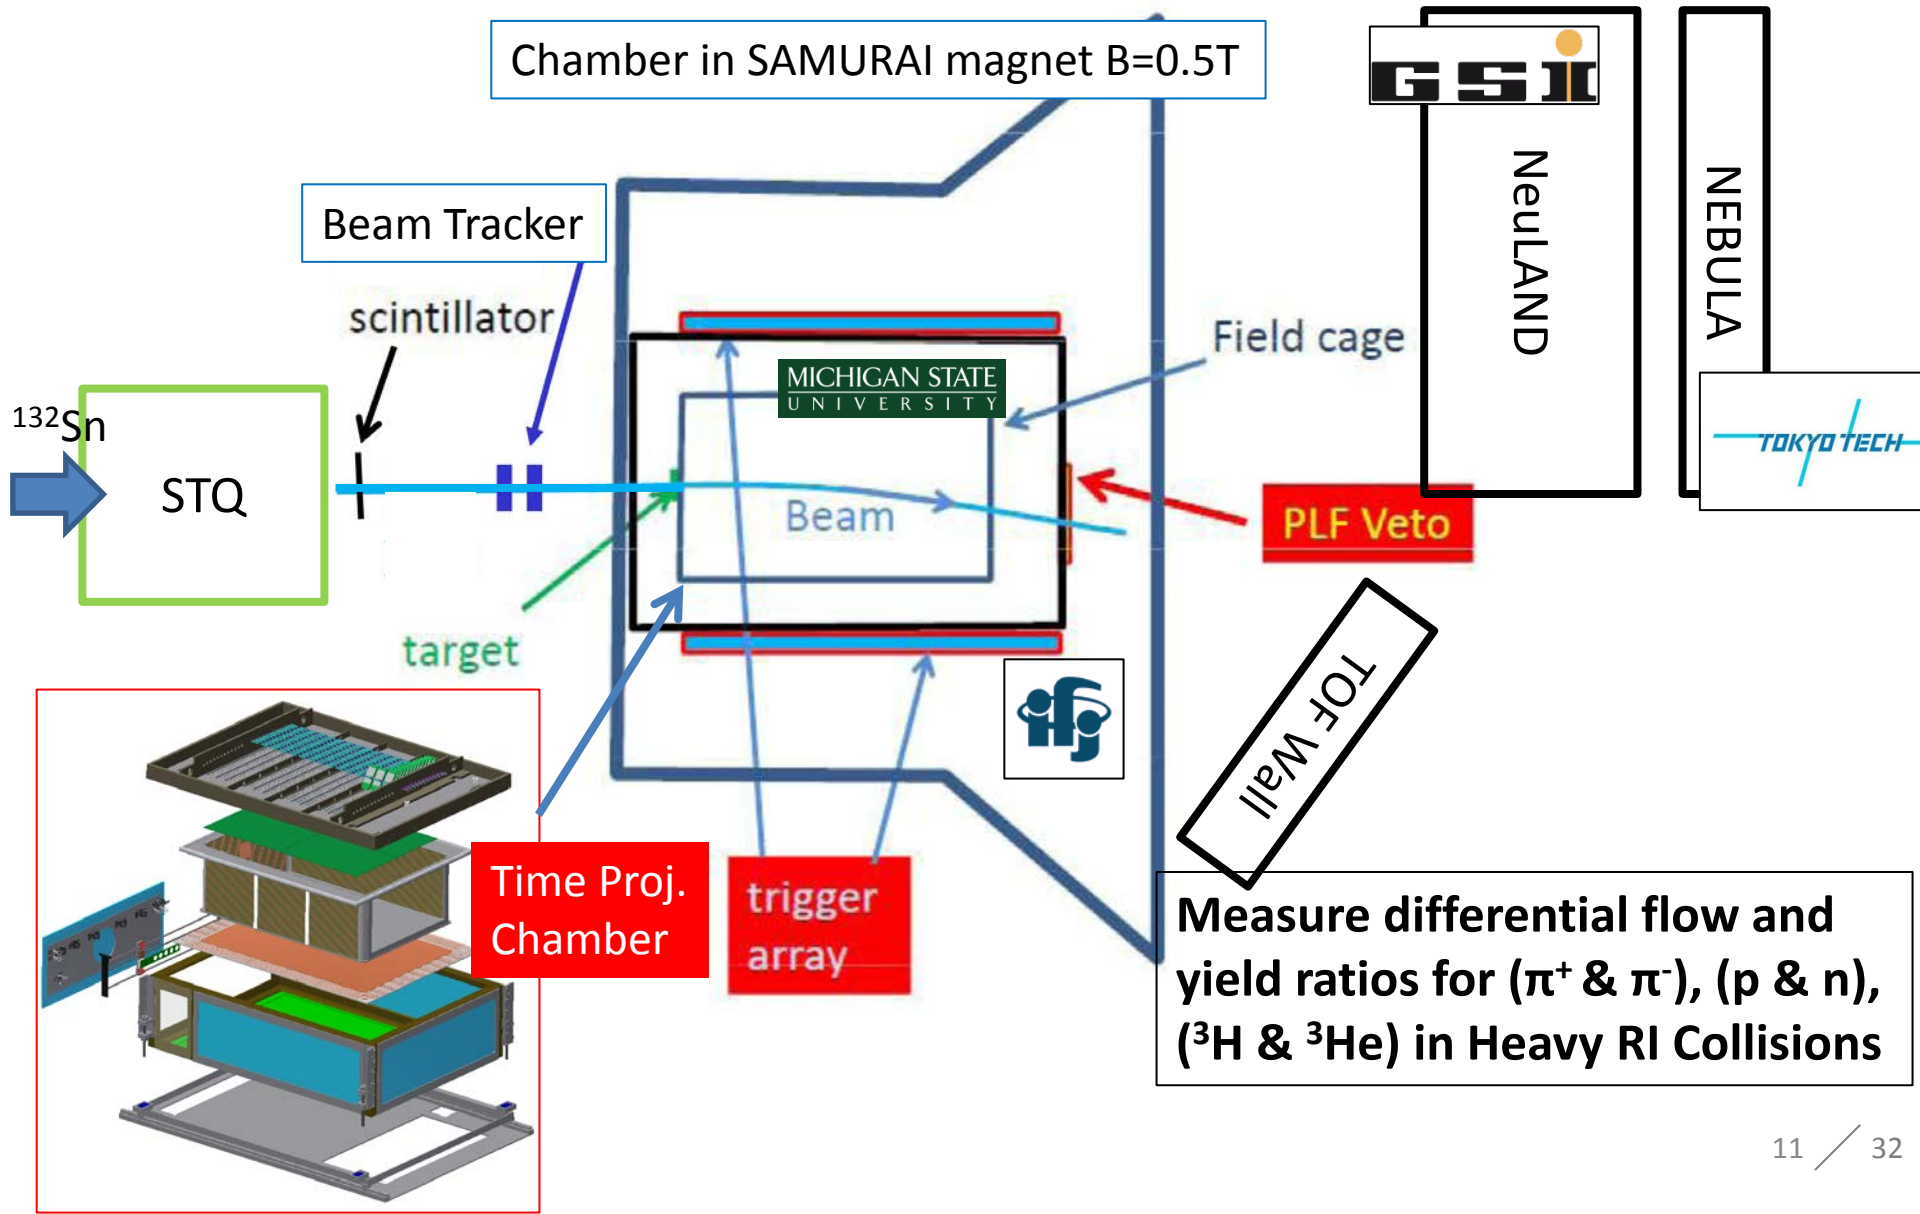 Chamber in SAMURAI magnet B=0.5T
GSI
NeuLAND
NEBULA
Beam Tracker
scintillator
Field cage
MICHIGAN STATE
UNIVERSITY
¹³²Sn
STQ
TOKYO TECH
Beam
PLF Veto
target
ifj
TOF Wall
Time Proj.
Chamber
trigger
array
Measure differential flow and
yield ratios for (π⁺ & π⁻), (p & n),
(³H & ³He) in Heavy RI Collisions
11 / 32